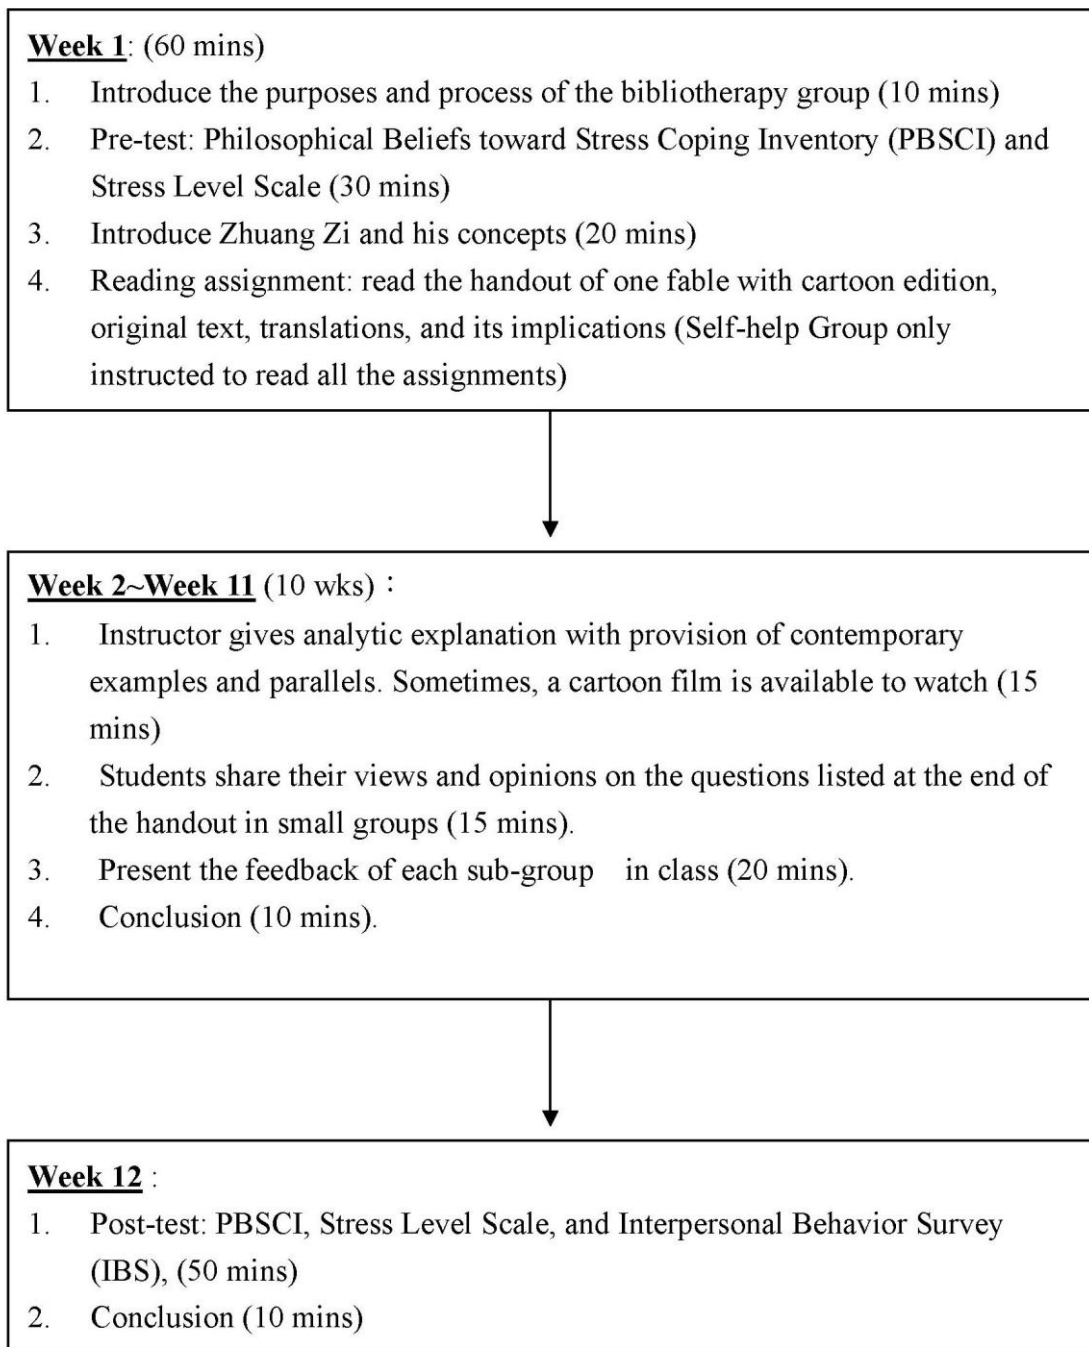 Week 1: (60 mins)
1. Introduce the purposes and process of the bibliotherapy group (10 mins)
2. Pre-test: Philosophical Beliefs toward Stress Coping Inventory (PBSCI) and
Stress Level Scale (30 mins)
3. Introduce Zhuang Zi and his concepts (20 mins)
4. Reading assignment: read the handout of one fable with cartoon edition,
original text, translations, and its implications (Self-help Group only
instructed to read all the assignments)
Week 2~Week 11 (10 wks)：
1. Instructor gives analytic explanation with provision of contemporary
examples and parallels. Sometimes, a cartoon film is available to watch (15
mins)
2. Students share their views and opinions on the questions listed at the end of
the handout in small groups (15 mins).
3. Present the feedback of each sub-group in class (20 mins).
4. Conclusion (10 mins).
Week 12 :
1. Post-test: PBSCI, Stress Level Scale, and Interpersonal Behavior Survey
(IBS), (50 mins)
2. Conclusion (10 mins)